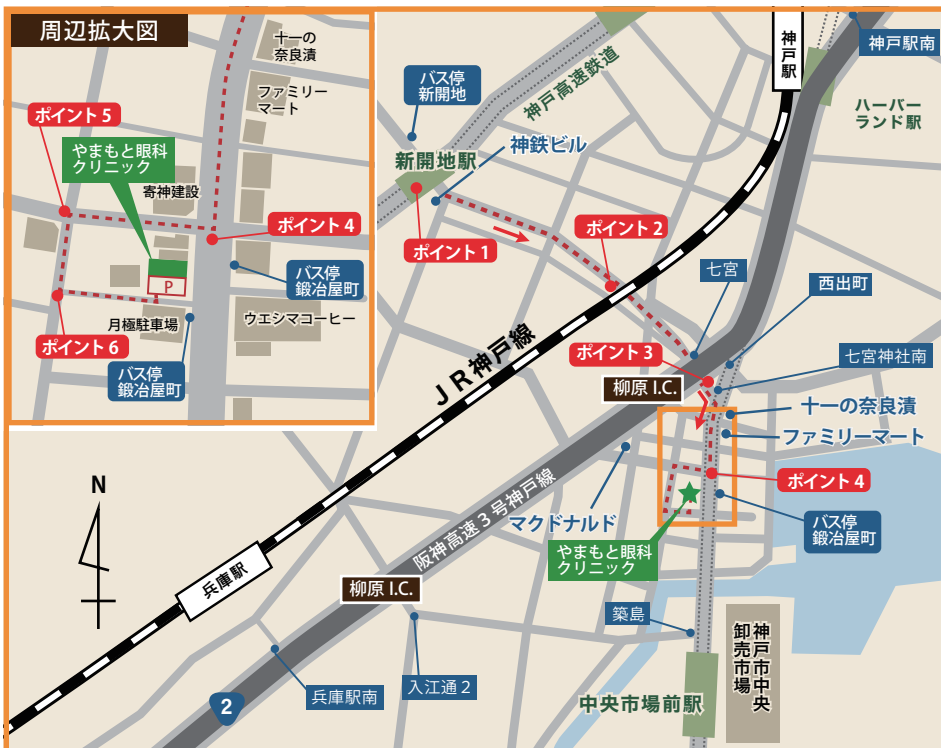 周辺拡大図
十一の
奈良漬
ファミリー
マート
ポイント5
やまもと眼科
クリニック
寄神建設
ポイント4
バス停
鍛冶屋町
P
月極駐車場
ウエシマコーヒー
ポイント6
バス停
鍛冶屋町
神戸駅
神戸駅南
バス停
新開地
神戸高速鉄道
ハーバー
ランド駅
神鉄ビル
新開地駅
ポイント1
ポイント2
七宮
西出町
ポイント3
七宮神社南
JR神戸線
柳原 I.C.
十一の奈良漬
ファミリーマート
ポイント4
N
阪神高速3号神戸線
マクドナルド
バス停
鍛冶屋町
やまもと眼科
クリニック
兵庫駅
柳原 I.C.
築島
神戸市中央
卸売市場
兵庫駅南
入江通2
2
中央市場前駅